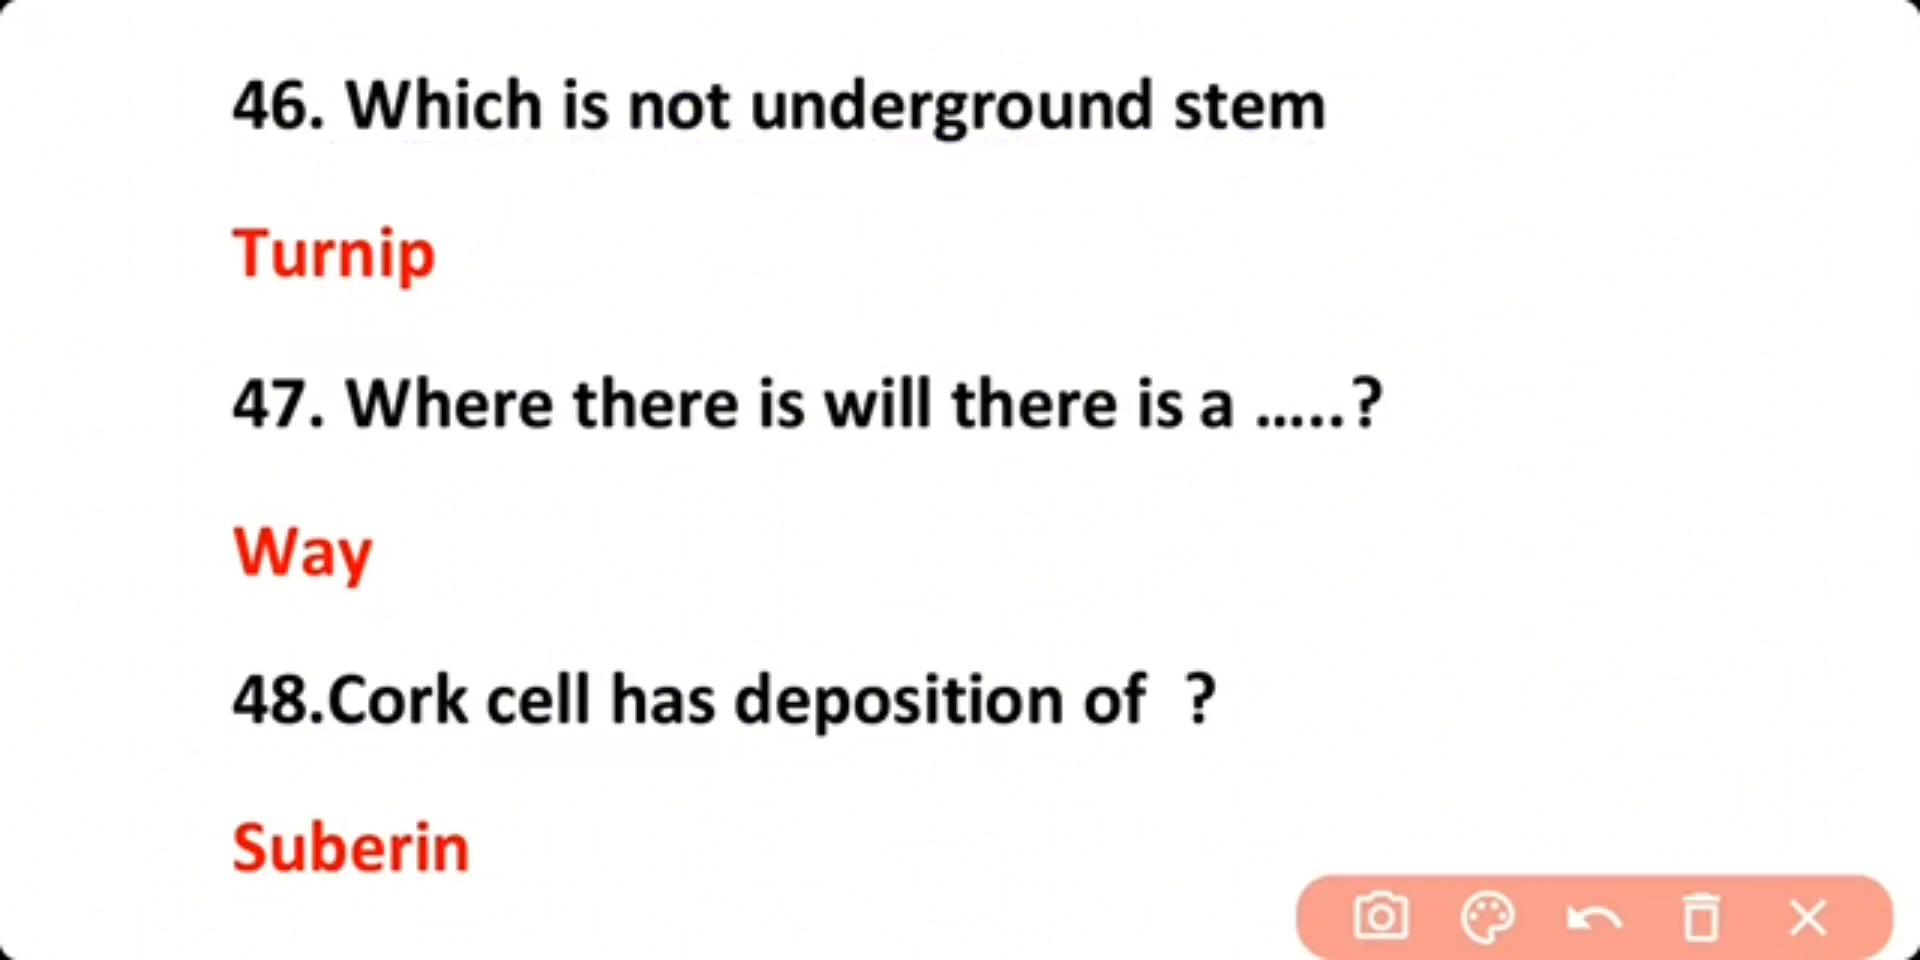 46. Which is not underground stem
Turnip
47. Where there is will there is a .....?
Way
48.Cork cell has deposition of  ?
Suberin